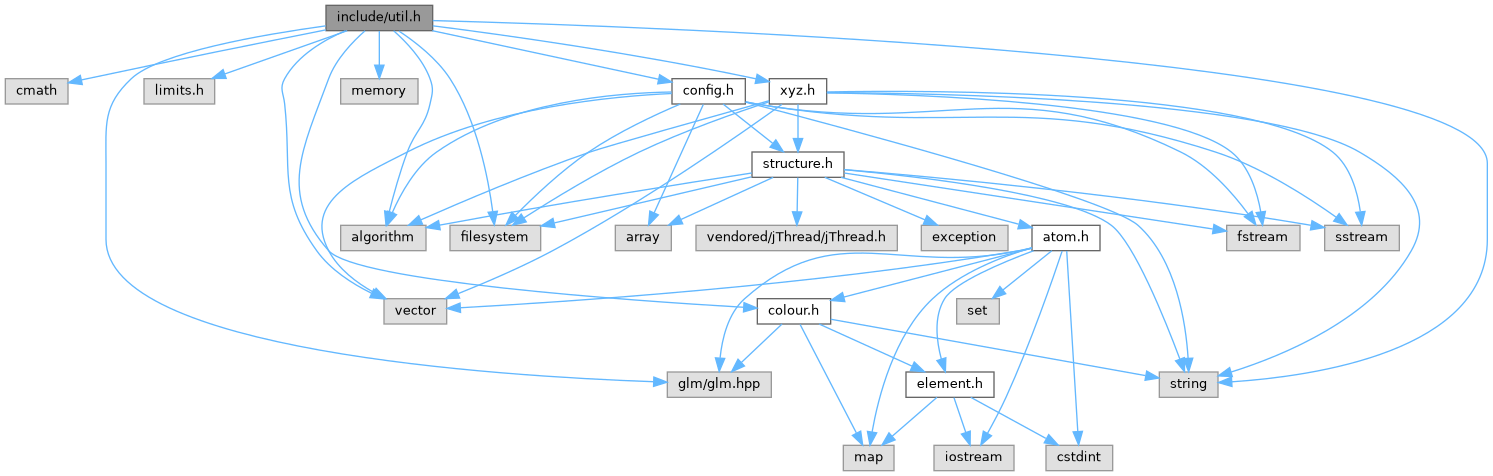 include/util.h
cmath
limits.h
memory
config.h
xyz.h
structure.h
algorithm
filesystem
array
vendored/jThread/jThread.h
exception
atom.h
fstream
sstream
vector
colour.h
set
glm/glm.hpp
element.h
string
map
iostream
cstdint